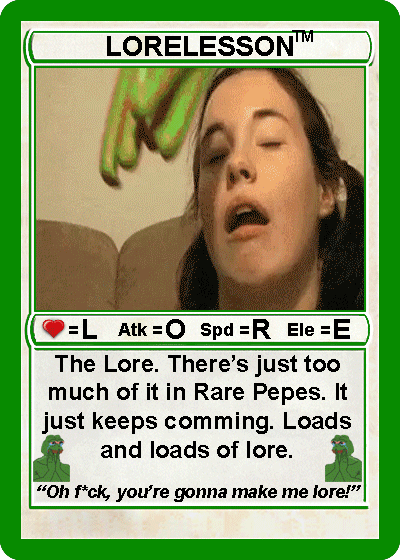 LORELESSON™
=L Atk =O Spd =R Ele =E
The Lore. There's just too
much of it in Rare Pepes. It
just keeps comming. Loads
and loads of lore.
“Oh f*ck, you're gonna make me lore!”